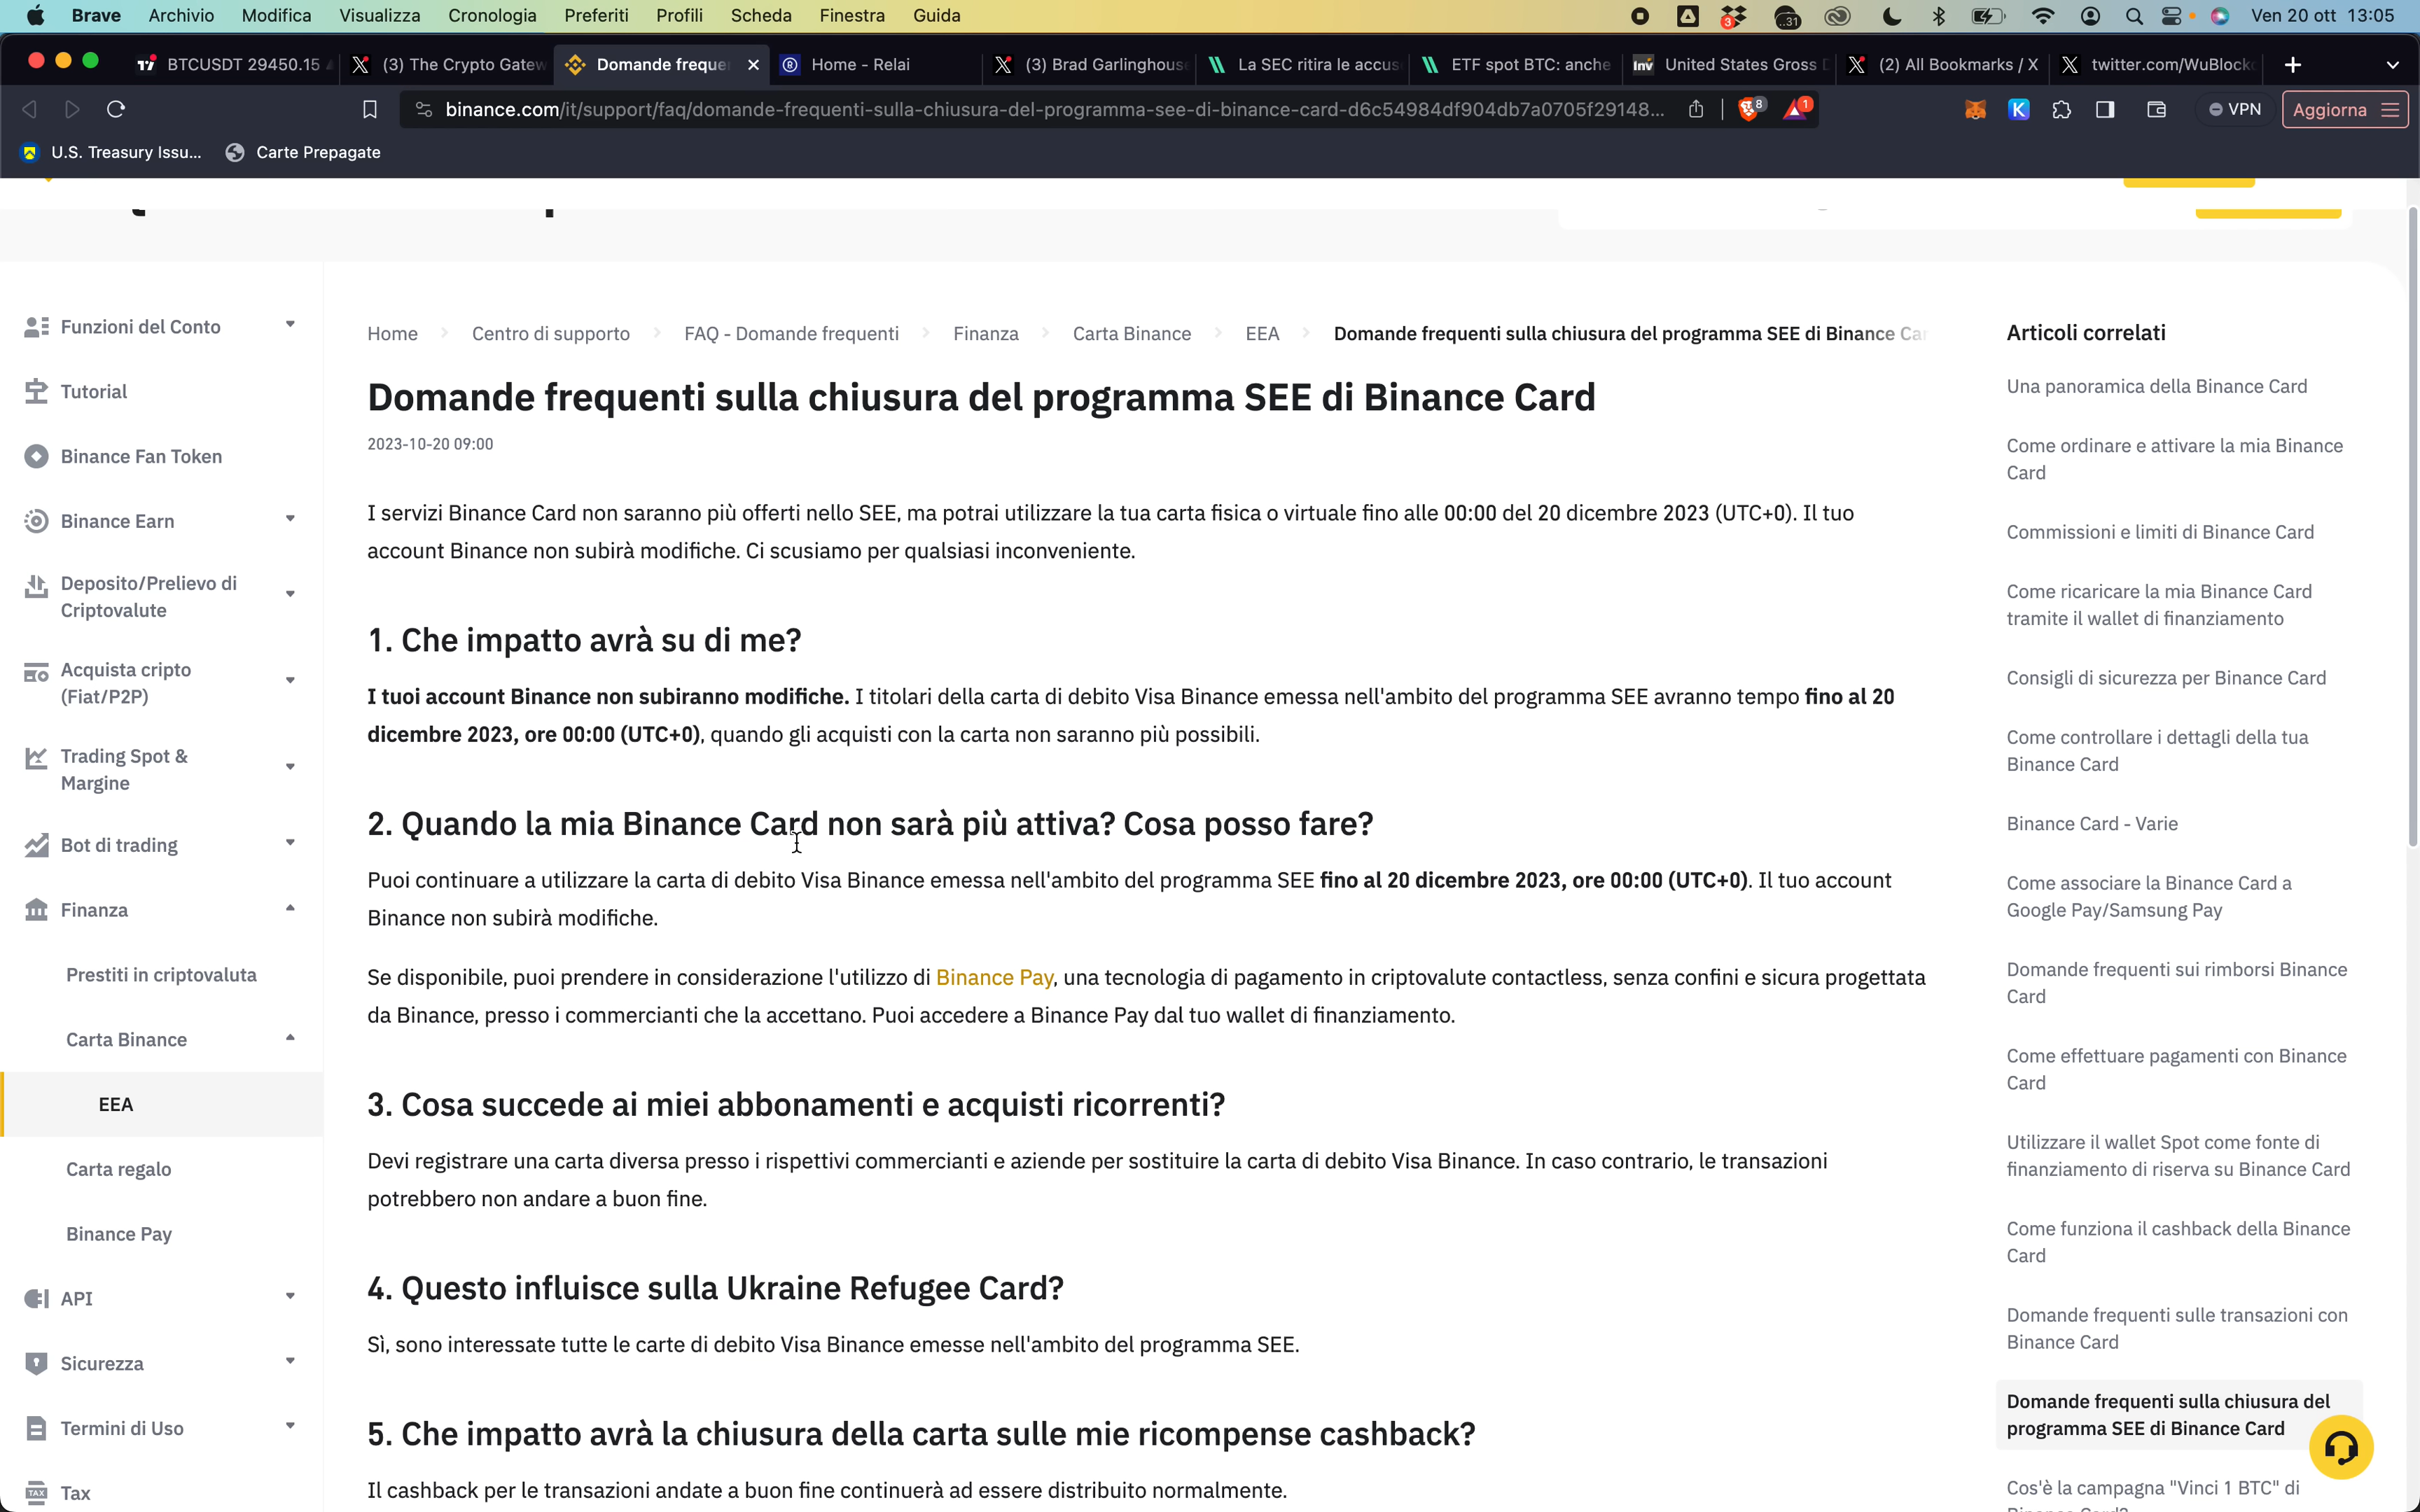 Brave Archivio Modifica Visualizza Cronologia Preferiti Profili Scheda Finestra Guida
3 31 Ven 20 ott 13:05
BTCUSDT 29450.15 (3) The Crypto Gatew Domande freque Home - Relai (3) Brad Garlinghouse La SEC ritira le accus ETF spot BTC: anche Inv United States Gross D (2) All Bookmarks / X twitter.com/WuBlock
binance.com/it/support/faq/domande-frequenti-sulla-chiusura-del-programma-see-di-binance-card-d6c54984df904db7a0705f29148... 8 1 K VPN Aggiorna
U.S. Treasury Issu... Carte Prepagate
Funzioni del Conto
Tutorial
Binance Fan Token
Binance Earn
Deposito/Prelievo di
Criptovalute
Acquista cripto
(Fiat/P2P)
Trading Spot &
Margine
Bot di trading
Finanza
Prestiti in criptovaluta
Carta Binance
EEA
Carta regalo
Binance Pay
API
Sicurezza
Termini di Uso
TAX Tax
Home Centro di supporto FAQ - Domande frequenti Finanza Carta Binance EEA Domande frequenti sulla chiusura del programma SEE di Binance Car
Domande frequenti sulla chiusura del programma SEE di Binance Card
2023-10-20 09:00
I servizi Binance Card non saranno più offerti nello SEE, ma potrai utilizzare la tua carta fisica o virtuale fino alle 00:00 del 20 dicembre 2023 (UTC+0). Il tuo
account Binance non subirà modifiche. Ci scusiamo per qualsiasi inconveniente.
1. Che impatto avrà su di me?
I tuoi account Binance non subiranno modifiche. I titolari della carta di debito Visa Binance emessa nell'ambito del programma SEE avranno tempo fino al 20
dicembre 2023, ore 00:00 (UTC+0), quando gli acquisti con la carta non saranno più possibili.
2. Quando la mia Binance Card non sarà più attiva? Cosa posso fare?
Puoi continuare a utilizzare la carta di debito Visa Binance emessa nell'ambito del programma SEE fino al 20 dicembre 2023, ore 00:00 (UTC+0). Il tuo account
Binance non subirà modifiche.
Se disponibile, puoi prendere in considerazione l'utilizzo di Binance Pay, una tecnologia di pagamento in criptovalute contactless, senza confini e sicura progettata
da Binance, presso i commercianti che la accettano. Puoi accedere a Binance Pay dal tuo wallet di finanziamento.
3. Cosa succede ai miei abbonamenti e acquisti ricorrenti?
Devi registrare una carta diversa presso i rispettivi commercianti e aziende per sostituire la carta di debito Visa Binance. In caso contrario, le transazioni
potrebbero non andare a buon fine.
4. Questo influisce sulla Ukraine Refugee Card?
Sì, sono interessate tutte le carte di debito Visa Binance emesse nell'ambito del programma SEE.
5. Che impatto avrà la chiusura della carta sulle mie ricompense cashback?
Il cashback per le transazioni andate a buon fine continuerà ad essere distribuito normalmente.
Articoli correlati
Una panoramica della Binance Card
Come ordinare e attivare la mia Binance
Card
Commissioni e limiti di Binance Card
Come ricaricare la mia Binance Card
tramite il wallet di finanziamento
Consigli di sicurezza per Binance Card
Come controllare i dettagli della tua
Binance Card
Binance Card - Varie
Come associare la Binance Card a
Google Pay/Samsung Pay
Domande frequenti sui rimborsi Binance
Card
Come effettuare pagamenti con Binance
Card
Utilizzare il wallet Spot come fonte di
finanziamento di riserva su Binance Card
Come funziona il cashback della Binance
Card
Domande frequenti sulle transazioni con
Binance Card
Domande frequenti sulla chiusura del
programma SEE di Binance Card
Cos'è la campagna "Vinci 1 BTC" di